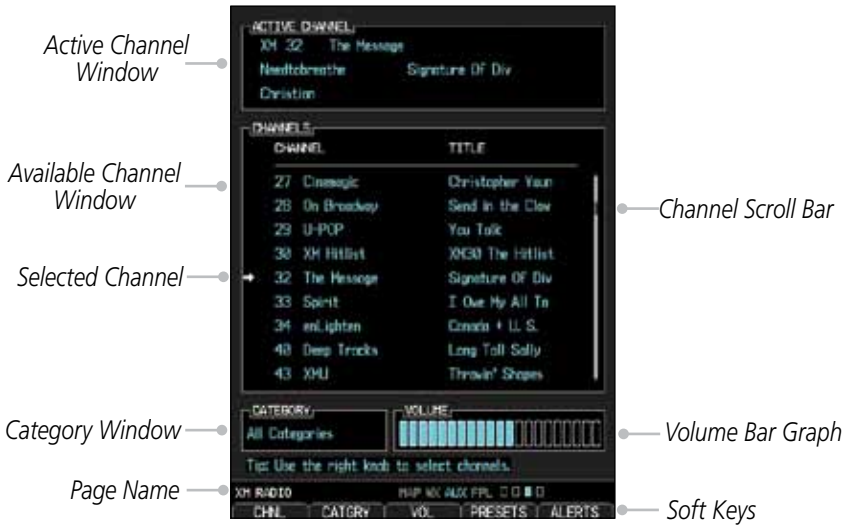 ACTIVE CHANNEL
XM 32 The Message
Needtobreathe Signature Of Div
Christian
CHANNELS
CHANNEL TITLE
27 Cinemagic Christopher Youn
28 On Broadway Send in the Clow
29 U-POP You Talk
30 XM Hitlist XM30 The Hitlist
32 The Message Signature Of Div
33 Spirit I Owe My All To
34 enLighten Canada + U. S.
40 Deep Tracks Long Tall Sally
43 XMU Throwin' Shapes
CATEGORY
All Categories
VOLUME
Tip: Use the right knob to select channels.
XM RADIO MAP WX AUX FPL
CHNL CATGRY VOL PRESETS ALERTS
Active Channel
Window
Available Channel
Window
Selected Channel
Category Window
Page Name
Channel Scroll Bar
Volume Bar Graph
Soft Keys